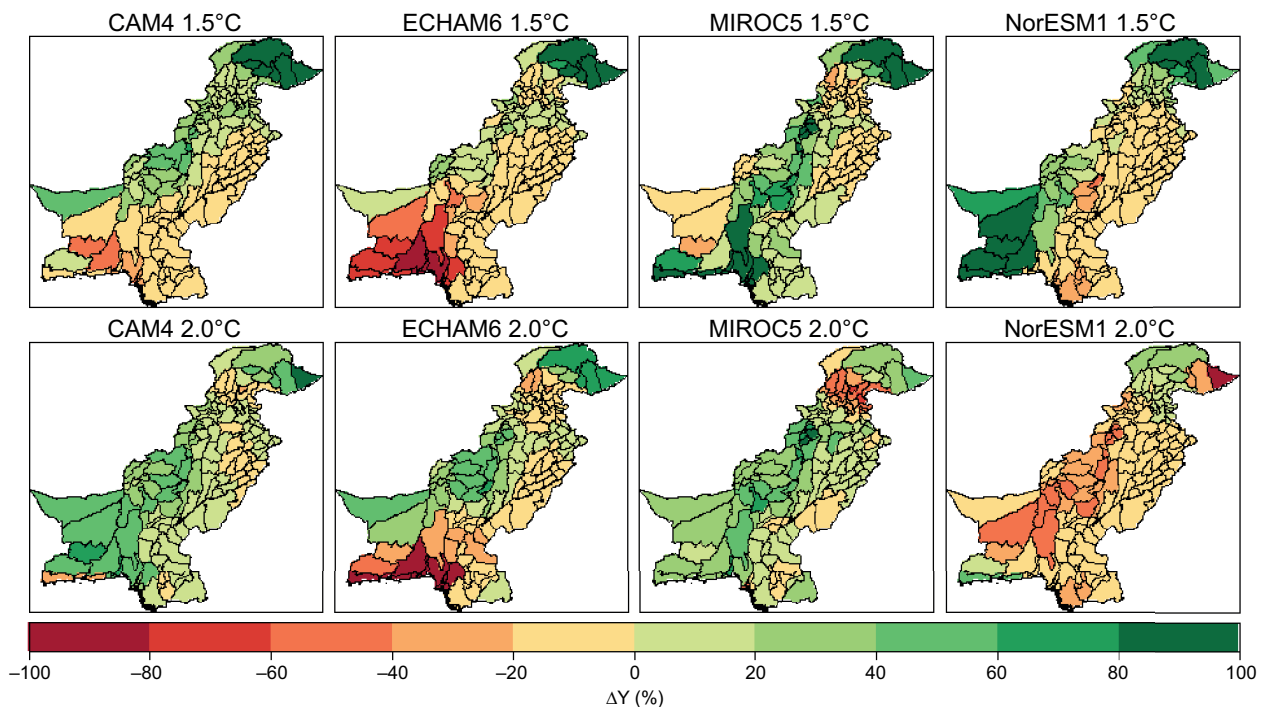 CAM4 1.5°C ECHAM6 1.5°C MIROC5 1.5°C NorESM1 1.5°C
CAM4 2.0°C ECHAM6 2.0°C MIROC5 2.0°C NorESM1 2.0°C
–100 –80 –60 –40 –20 0 20 40 60 80 100
ΔY (%)